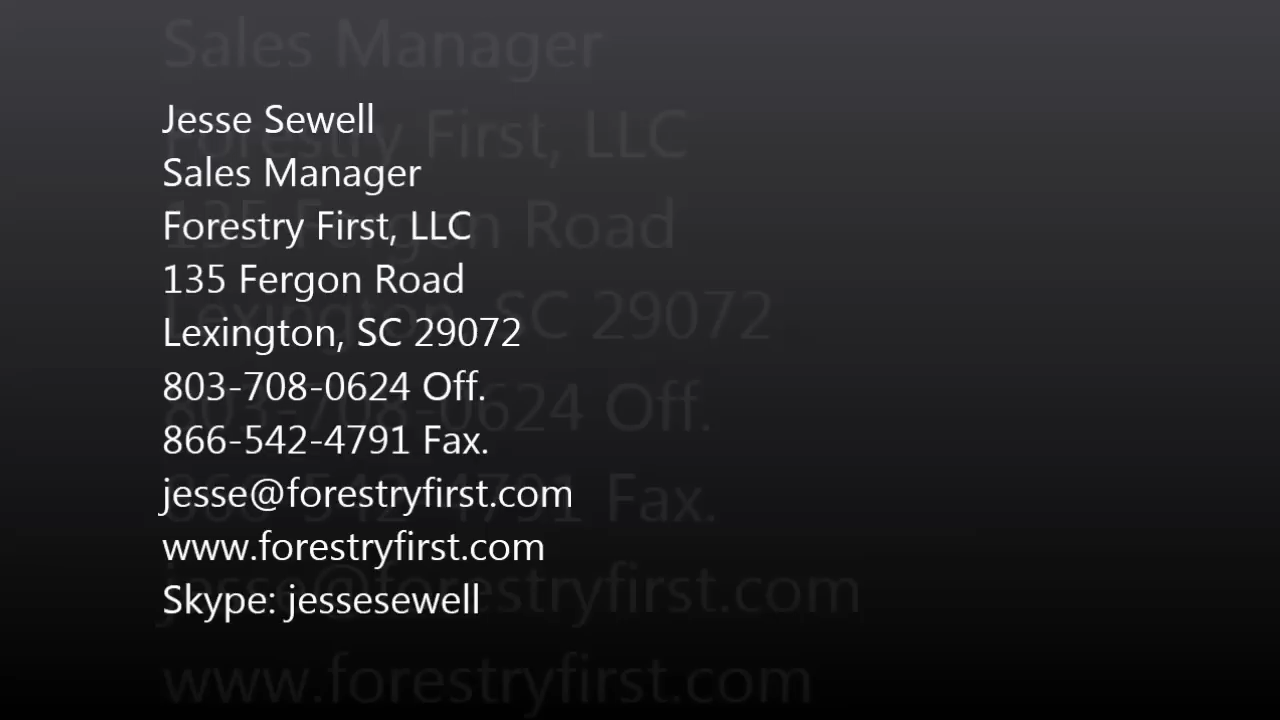 Jesse Sewell
Sales Manager
Forestry First, LLC
135 Fergon Road
Lexington, SC 29072
803-708-0624 Off.
866-542-4791 Fax.
jesse@forestryfirst.com
www.forestryfirst.com
Skype: jessesewell